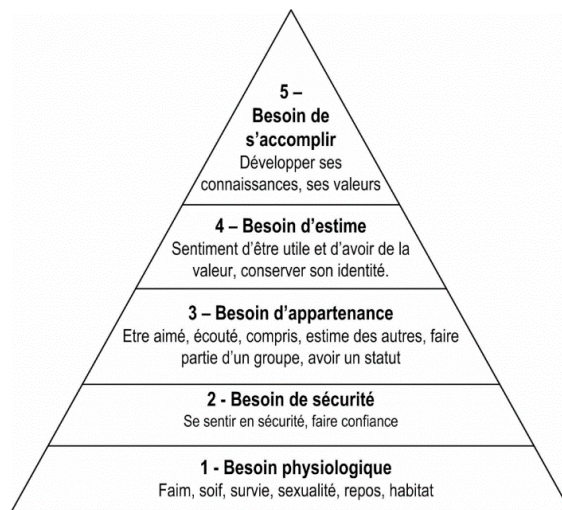 5 –
Besoin de
s'accomplir
Développer ses
connaissances, ses valeurs
4 – Besoin d'estime
Sentiment d'être utile et d'avoir de la
valeur, conserver son identité.
3 – Besoin d'appartenance
Etre aimé, écouté, compris, estime des autres, faire
partie d'un groupe, avoir un statut
2 - Besoin de sécurité
Se sentir en sécurité, faire confiance
1 - Besoin physiologique
Faim, soif, survie, sexualité, repos, habitat